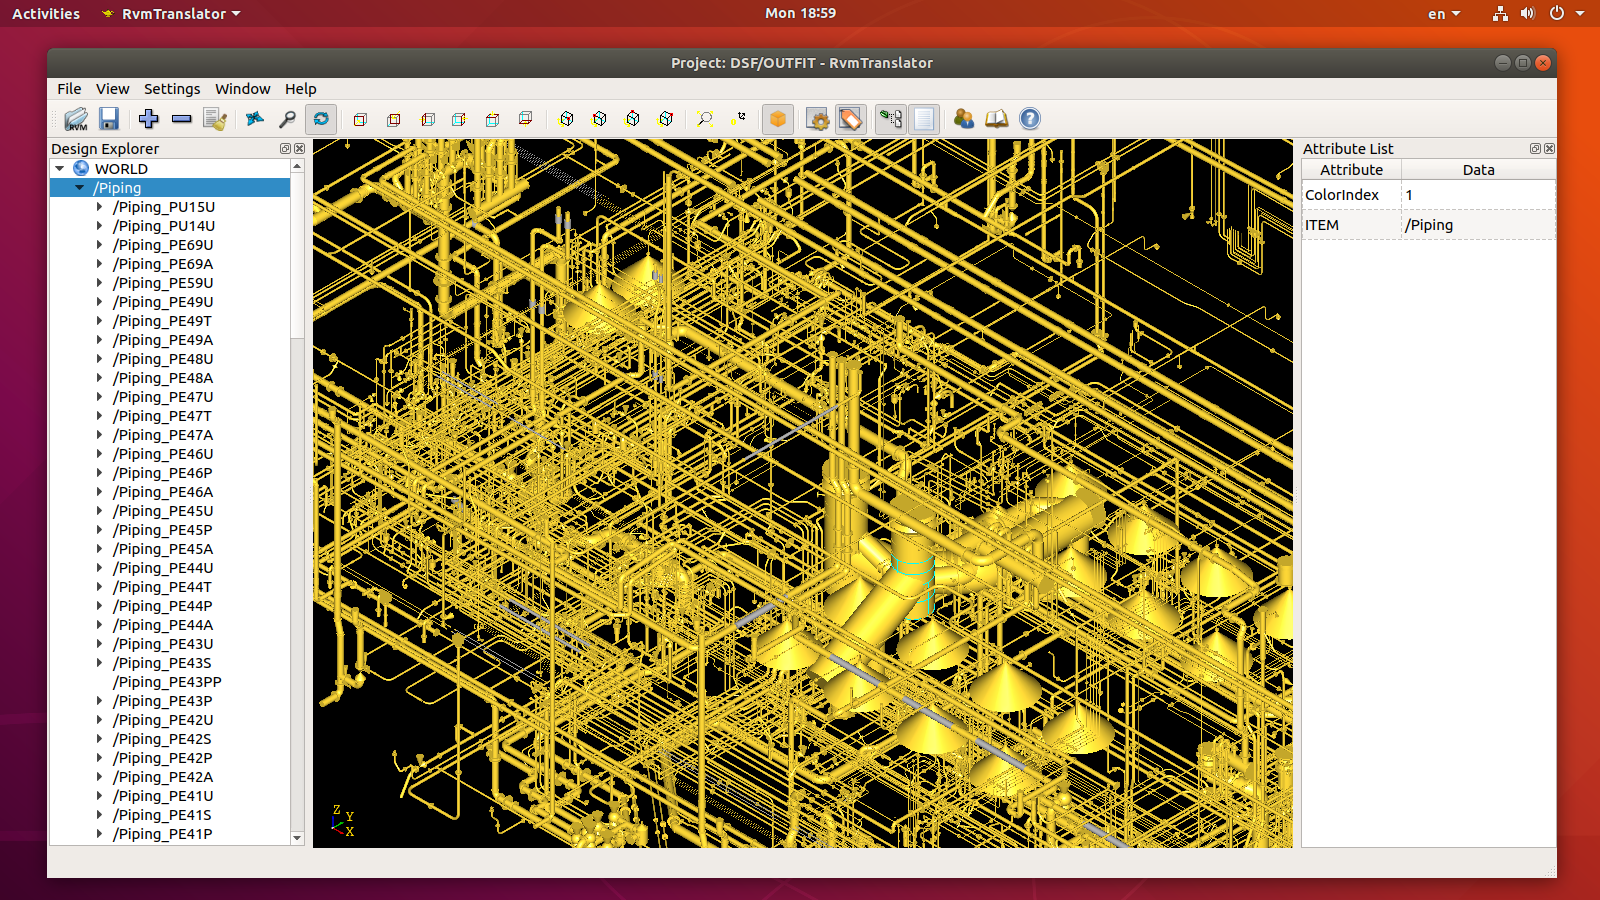 Activities RvmTranslator Mon 18:59 en
Project: DSF/OUTFIT - RvmTranslator
File View Settings Window Help
RVM
Design Explorer
WORLD
/Piping
/Piping_PU15U
/Piping_PU14U
/Piping_PE69U
/Piping_PE69A
/Piping_PE59U
/Piping_PE49U
/Piping_PE49T
/Piping_PE49A
/Piping_PE48U
/Piping_PE48A
/Piping_PE47U
/Piping_PE47T
/Piping_PE47A
/Piping_PE46U
/Piping_PE46P
/Piping_PE46A
/Piping_PE45U
/Piping_PE45P
/Piping_PE45A
/Piping_PE44U
/Piping_PE44T
/Piping_PE44P
/Piping_PE44A
/Piping_PE43U
/Piping_PE43S
/Piping_PE43PP
/Piping_PE43P
/Piping_PE42U
/Piping_PE42S
/Piping_PE42P
/Piping_PE42A
/Piping_PE41U
/Piping_PE41S
/Piping_PE41P
Z
Y
X
Attribute List
Attribute Data
ColorIndex 1
ITEM /Piping